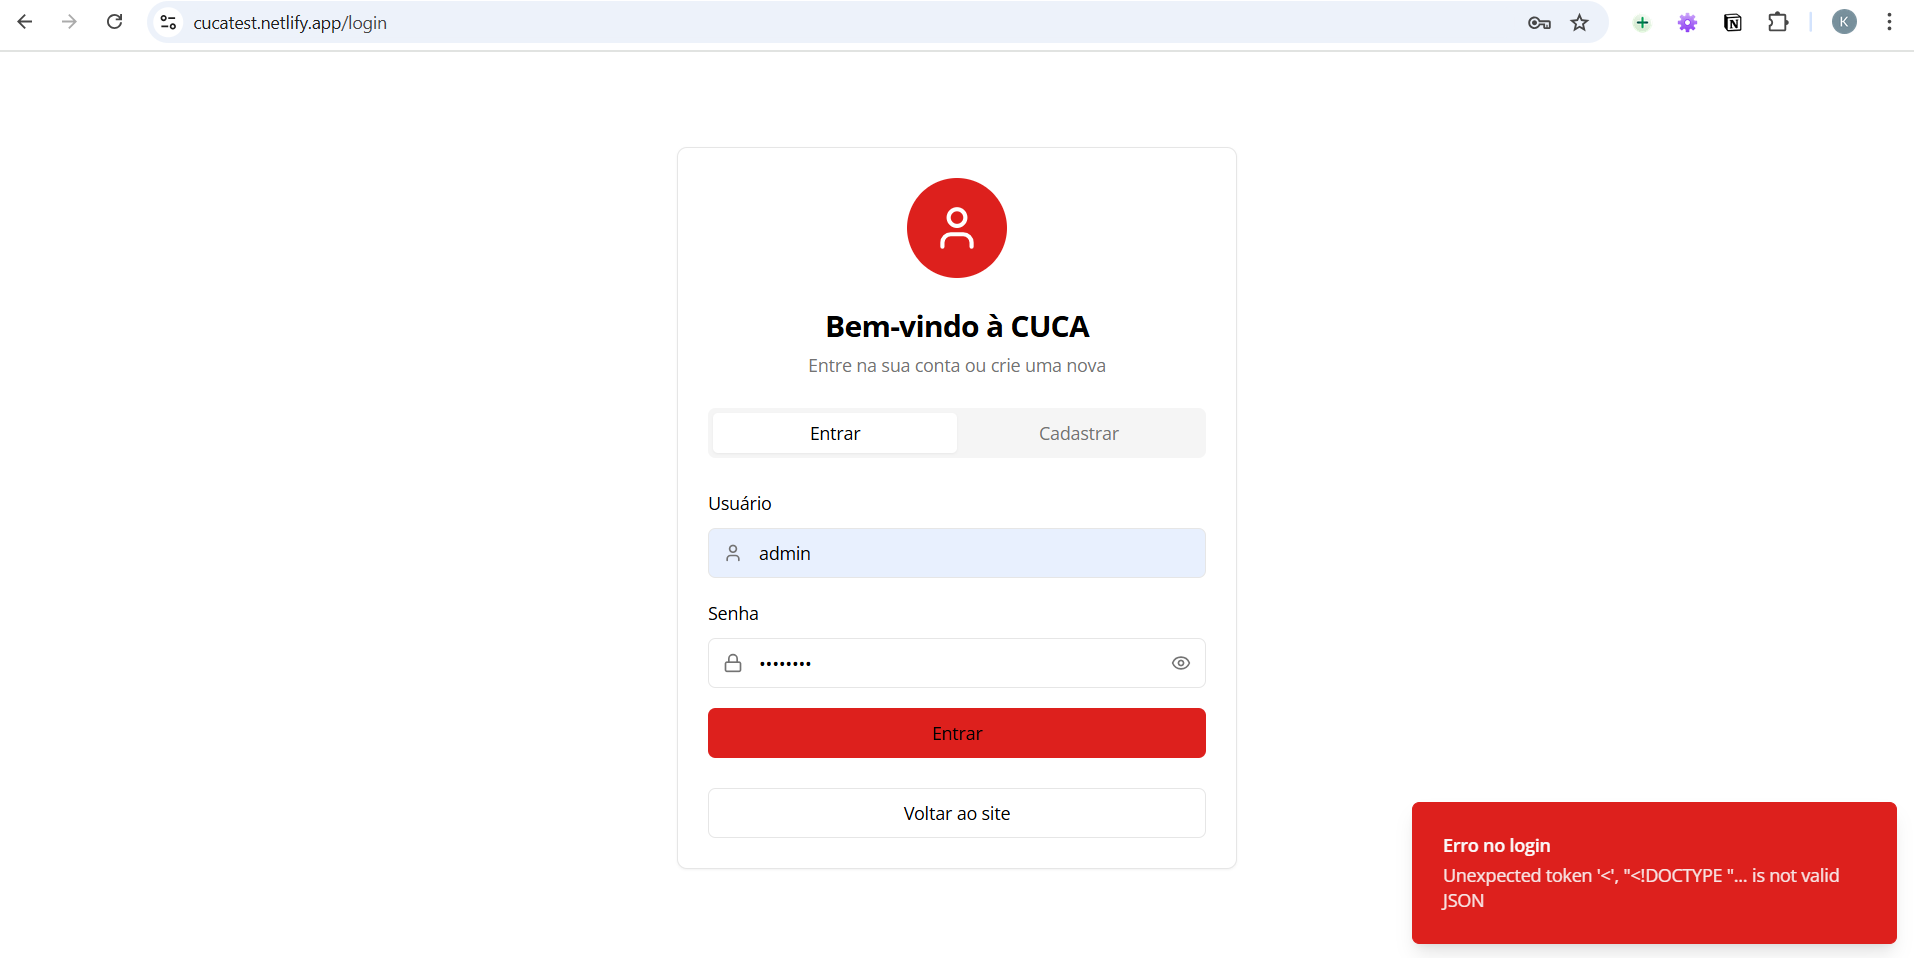 cucatest.netlify.app/login
K
Bem-vindo à CUCA
Entre na sua conta ou crie uma nova
Entrar
Cadastrar
Usuário
admin
Senha
••••••••
Entrar
Voltar ao site
Erro no login
Unexpected token '<', "<!DOCTYPE "... is not valid
JSON